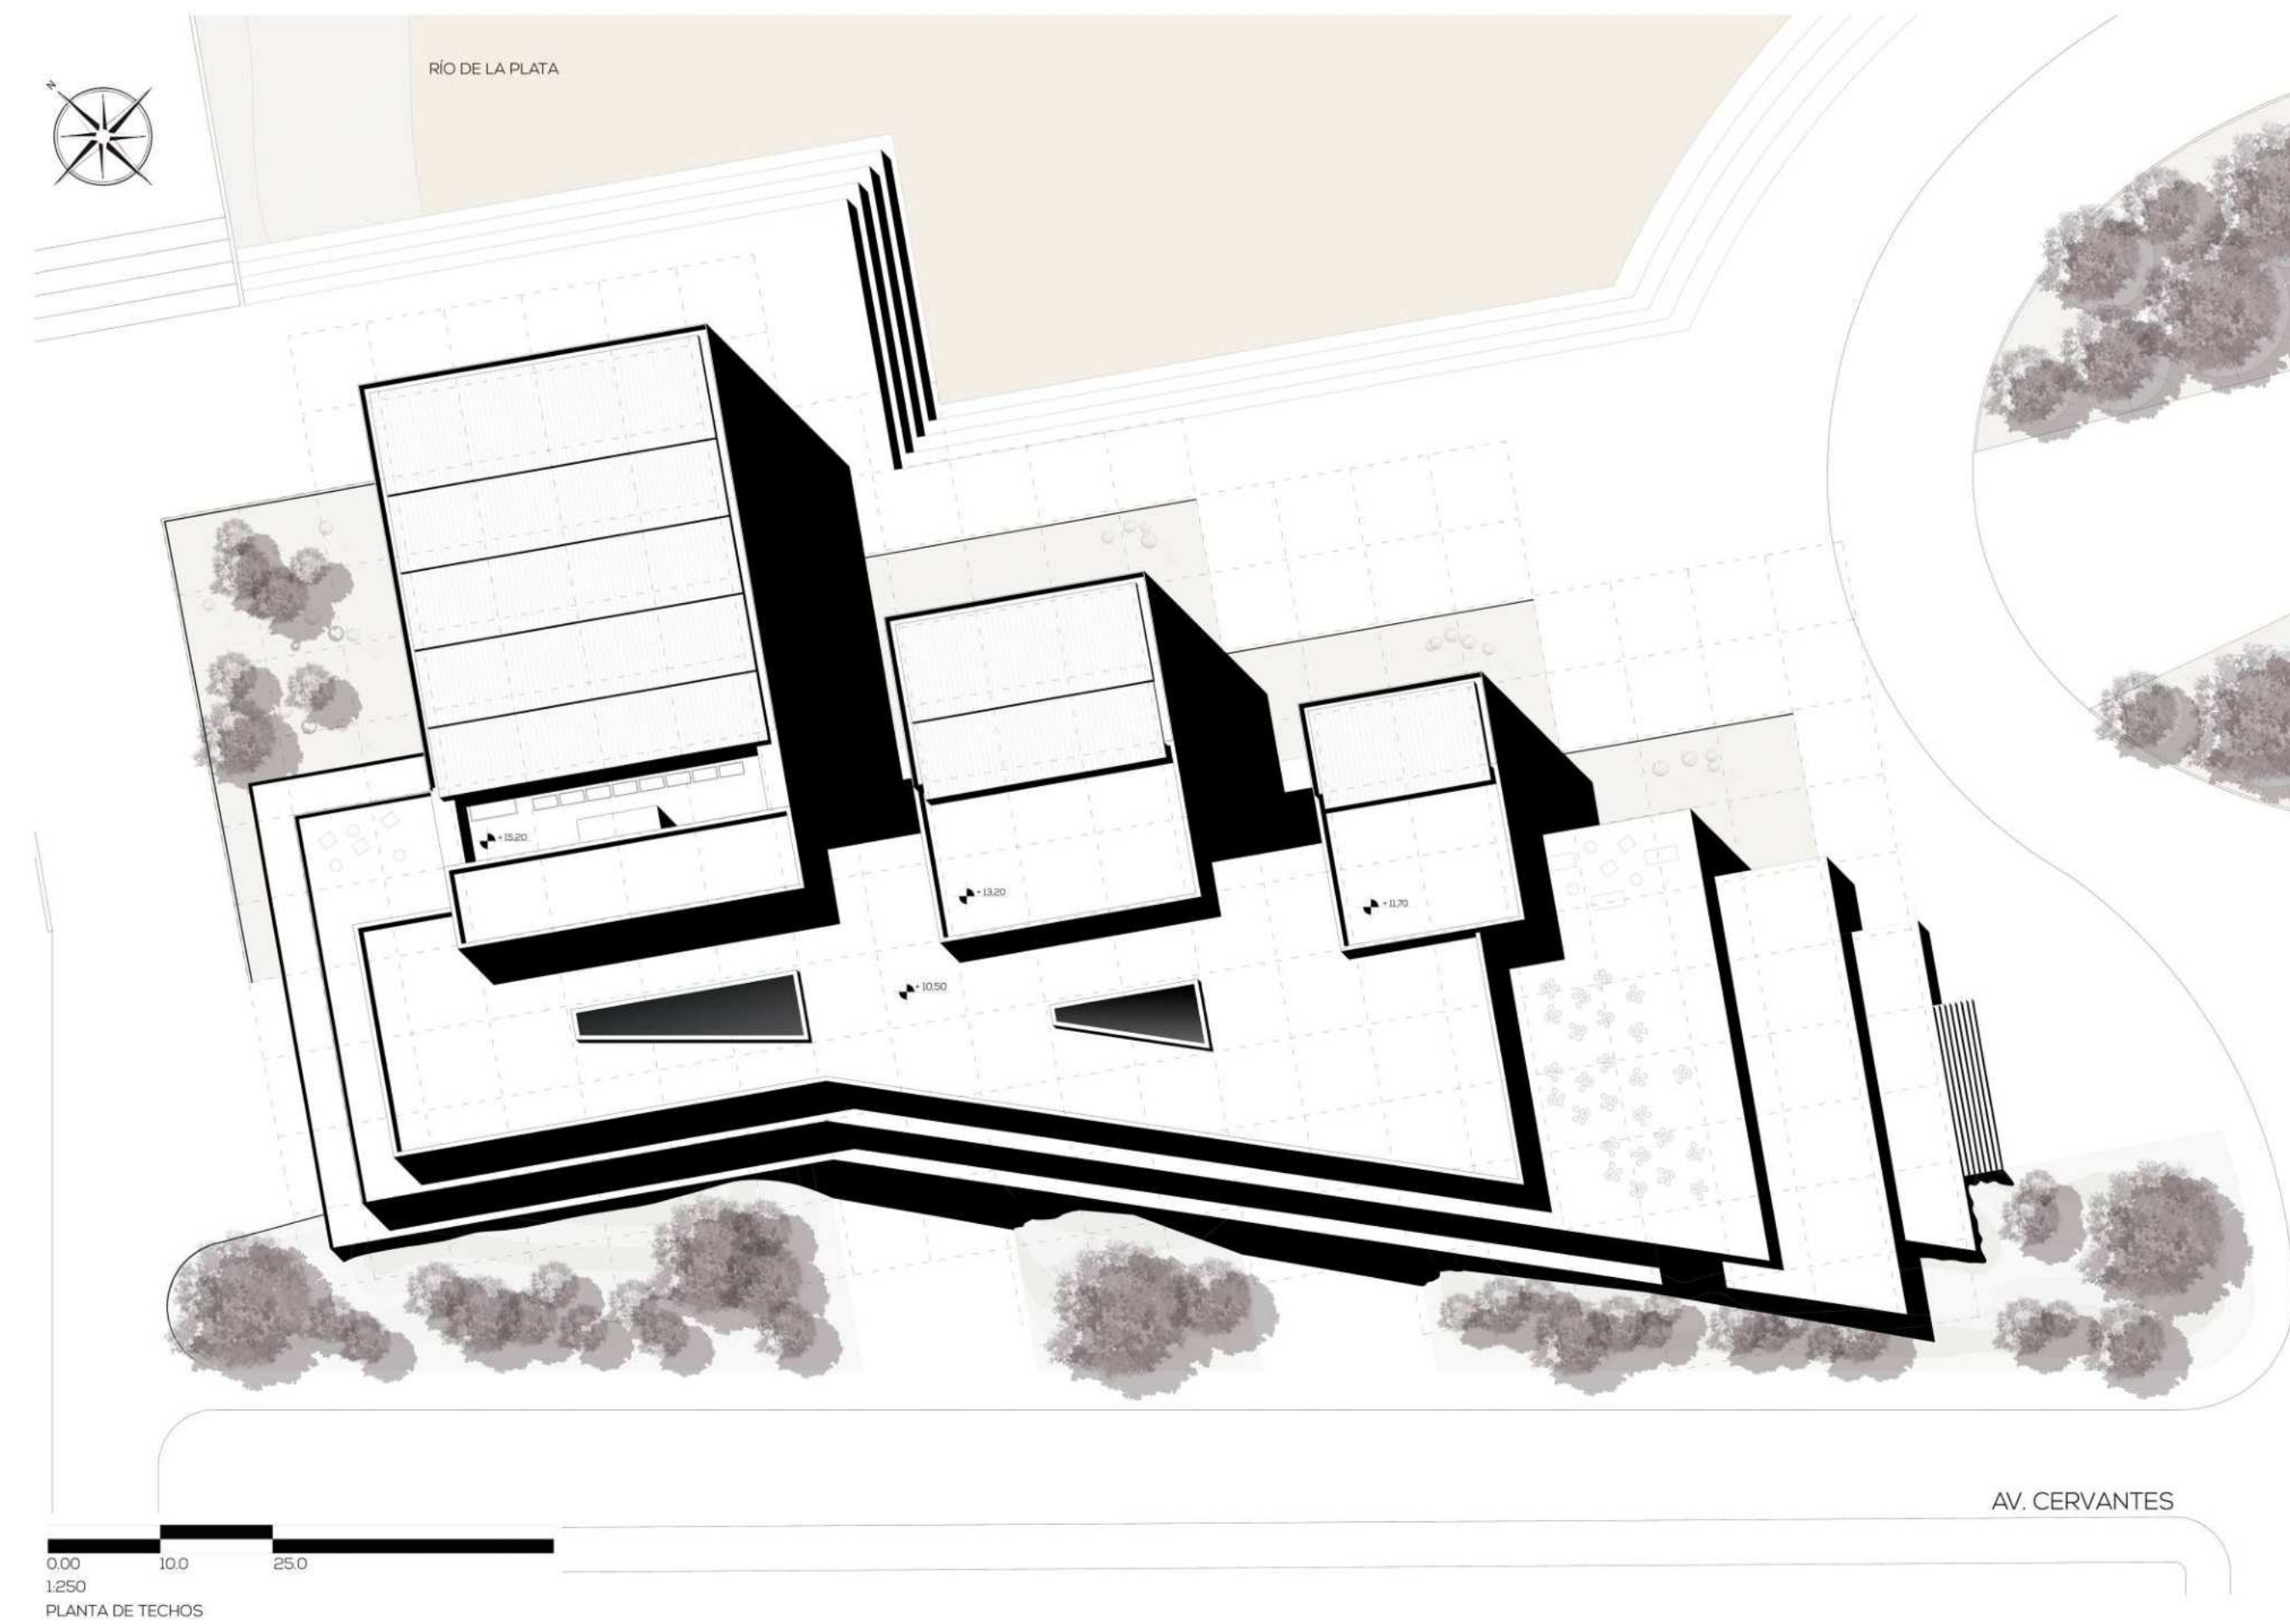 RÍO DE LA PLATA
N
+ 15.20
+ 13.20
+ 11.70
+ 10.50
AV. CERVANTES
0.00 10.0 25.0
1:250
PLANTA DE TECHOS